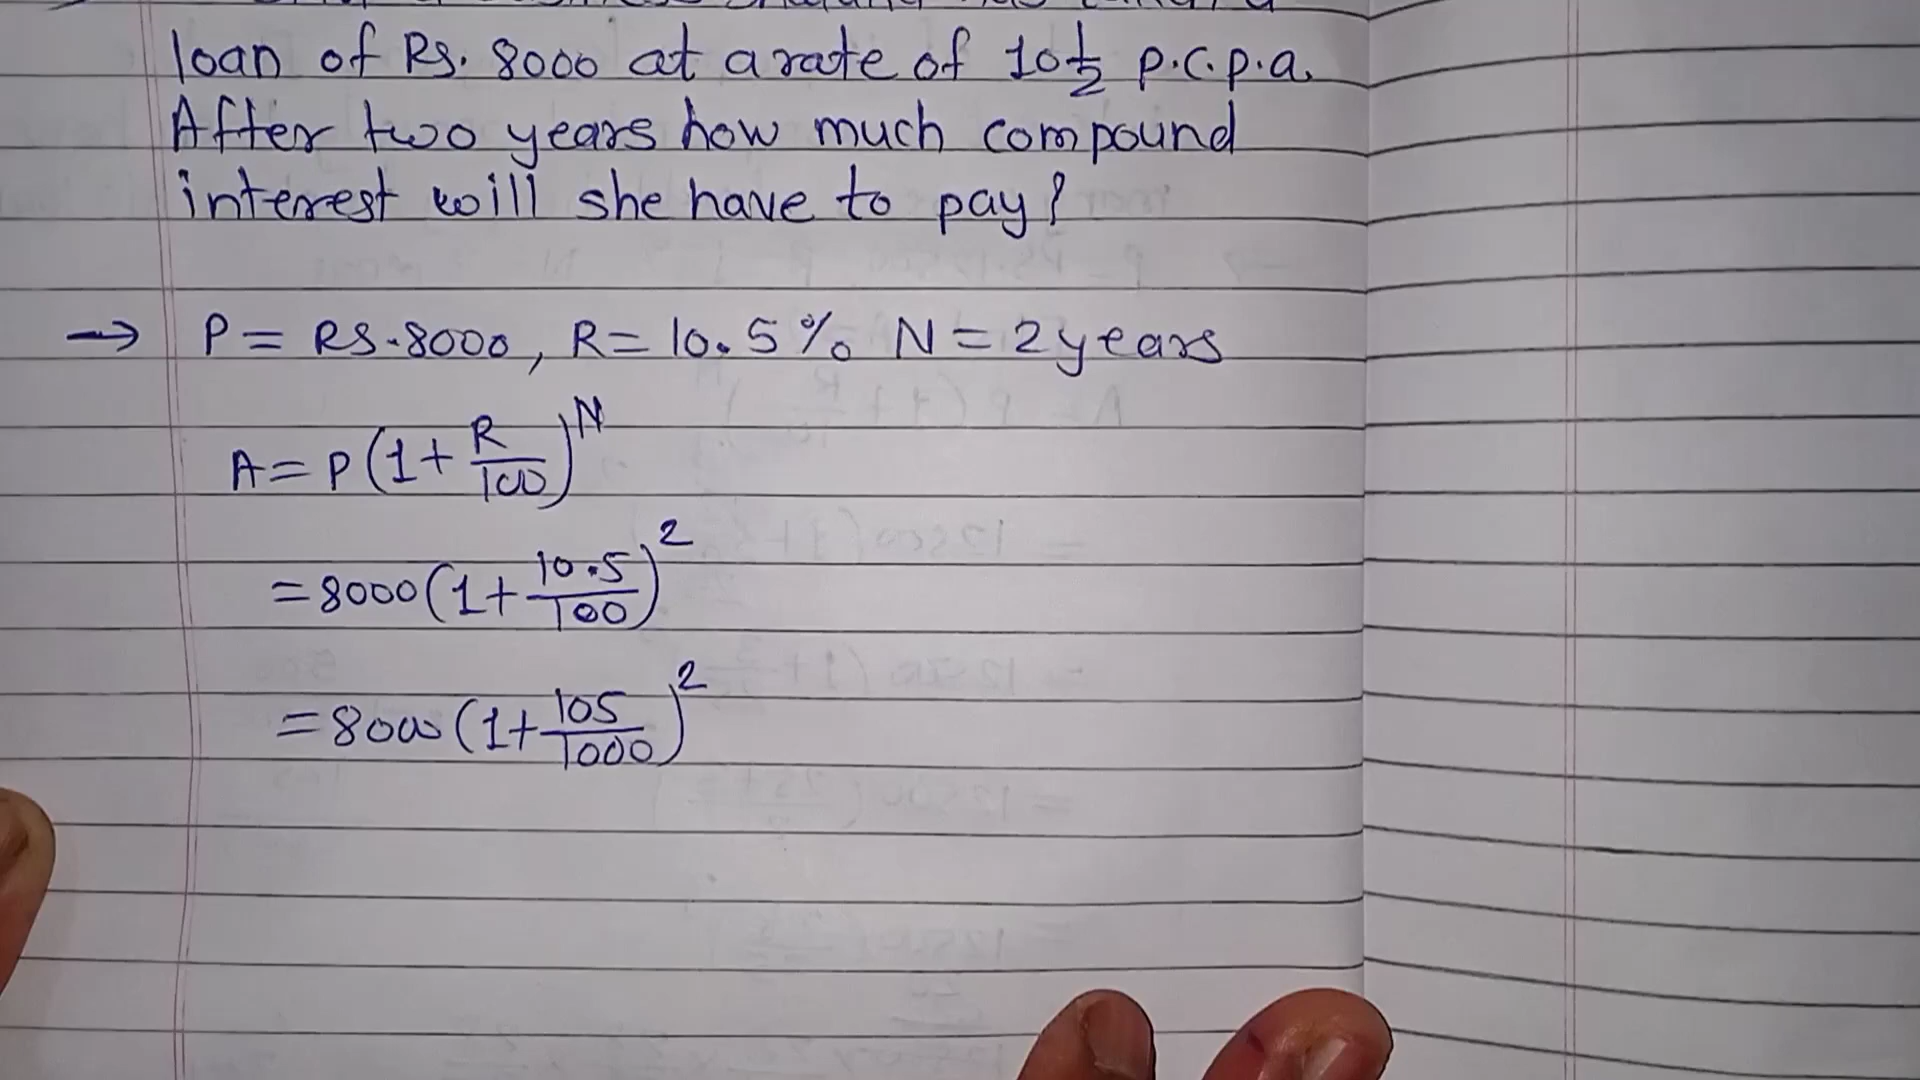 loan of Rs. 8000 at a rate of 10 1/2 p.c.p.a.
After two years how much compound
interest will she have to pay?
→ P = RS.8000, R = 10.5% N = 2 years
A = P(1 + R/100)^N
= 8000(1 + 10.5/100)^2
= 8000(1 + 105/1000)^2